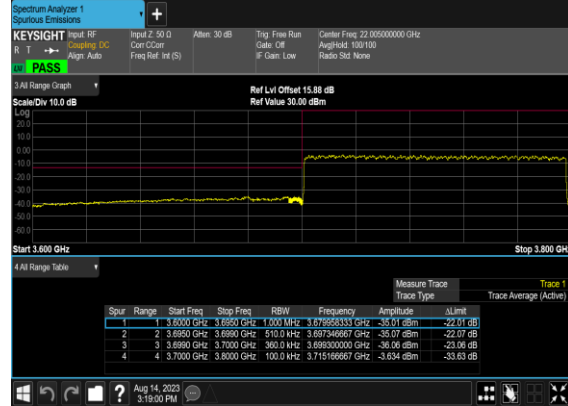 Spectrum Analyzer 1
Spurious Emissions
+
KEYSIGHT Input: RF Input Z: 50 Ω Atten: 30 dB Trig: Free Run Center Freq: 22.005000000 GHz
R T Coupling: DC Corr CCorr Gate: Off Avg|Hold: 100/100
Align: Auto Freq Ref: Int (S) IF Gain: Low Radio Std: None
PASS
3 All Range Graph
Ref Lvl Offset 15.88 dB
Scale/Div 10.0 dB Ref Value 30.00 dBm
Log
20.0
10.0
0.00
-10.0
-20.0
-30.0
-40.0
-50.0
-60.0
Start 3.600 GHz Stop 3.800 GH
4 All Range Table
Measure Trace Trace 1
Trace Type Trace Average (Active)
Spur Range Start Freq Stop Freq RBW Frequency Amplitude ΔLimit
1 1 3.6000 GHz 3.6950 GHz 1.000 MHz 3.679958333 GHz -35.01 dBm -22.01 dB
2 2 3.6950 GHz 3.6990 GHz 510.0 kHz 3.697346667 GHz -35.07 dBm -22.07 dB
3 3 3.6990 GHz 3.7000 GHz 360.0 kHz 3.699300000 GHz -36.06 dBm -23.06 dB
4 4 3.7000 GHz 3.8000 GHz 100.0 kHz 3.715166667 GHz -3.634 dBm -33.63 dB
? Aug 14, 2023
3:19:00 PM